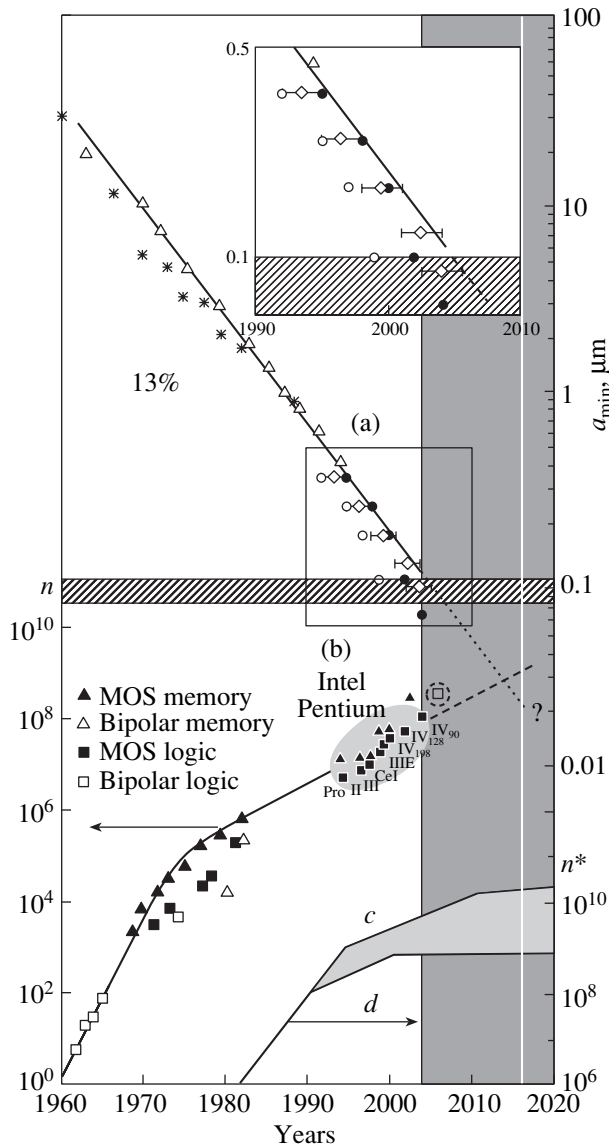 100
0.5
0.1
1990 2000 2010
10
13%
1
a_min, µm
(a)
n
0.1
10^10
(b)
Intel
Pentium
MOS memory
Bipolar memory
MOS logic
Bipolar logic
10^8
?
IV_90
IV_128
IV_198
IIIE
CeI
Pro II III
0.01
10^6
n*
10^4
c
10^10
10^2
d
10^8
10^0
10^6
1960 1970 1980 1990 2000 2010 2020
Years